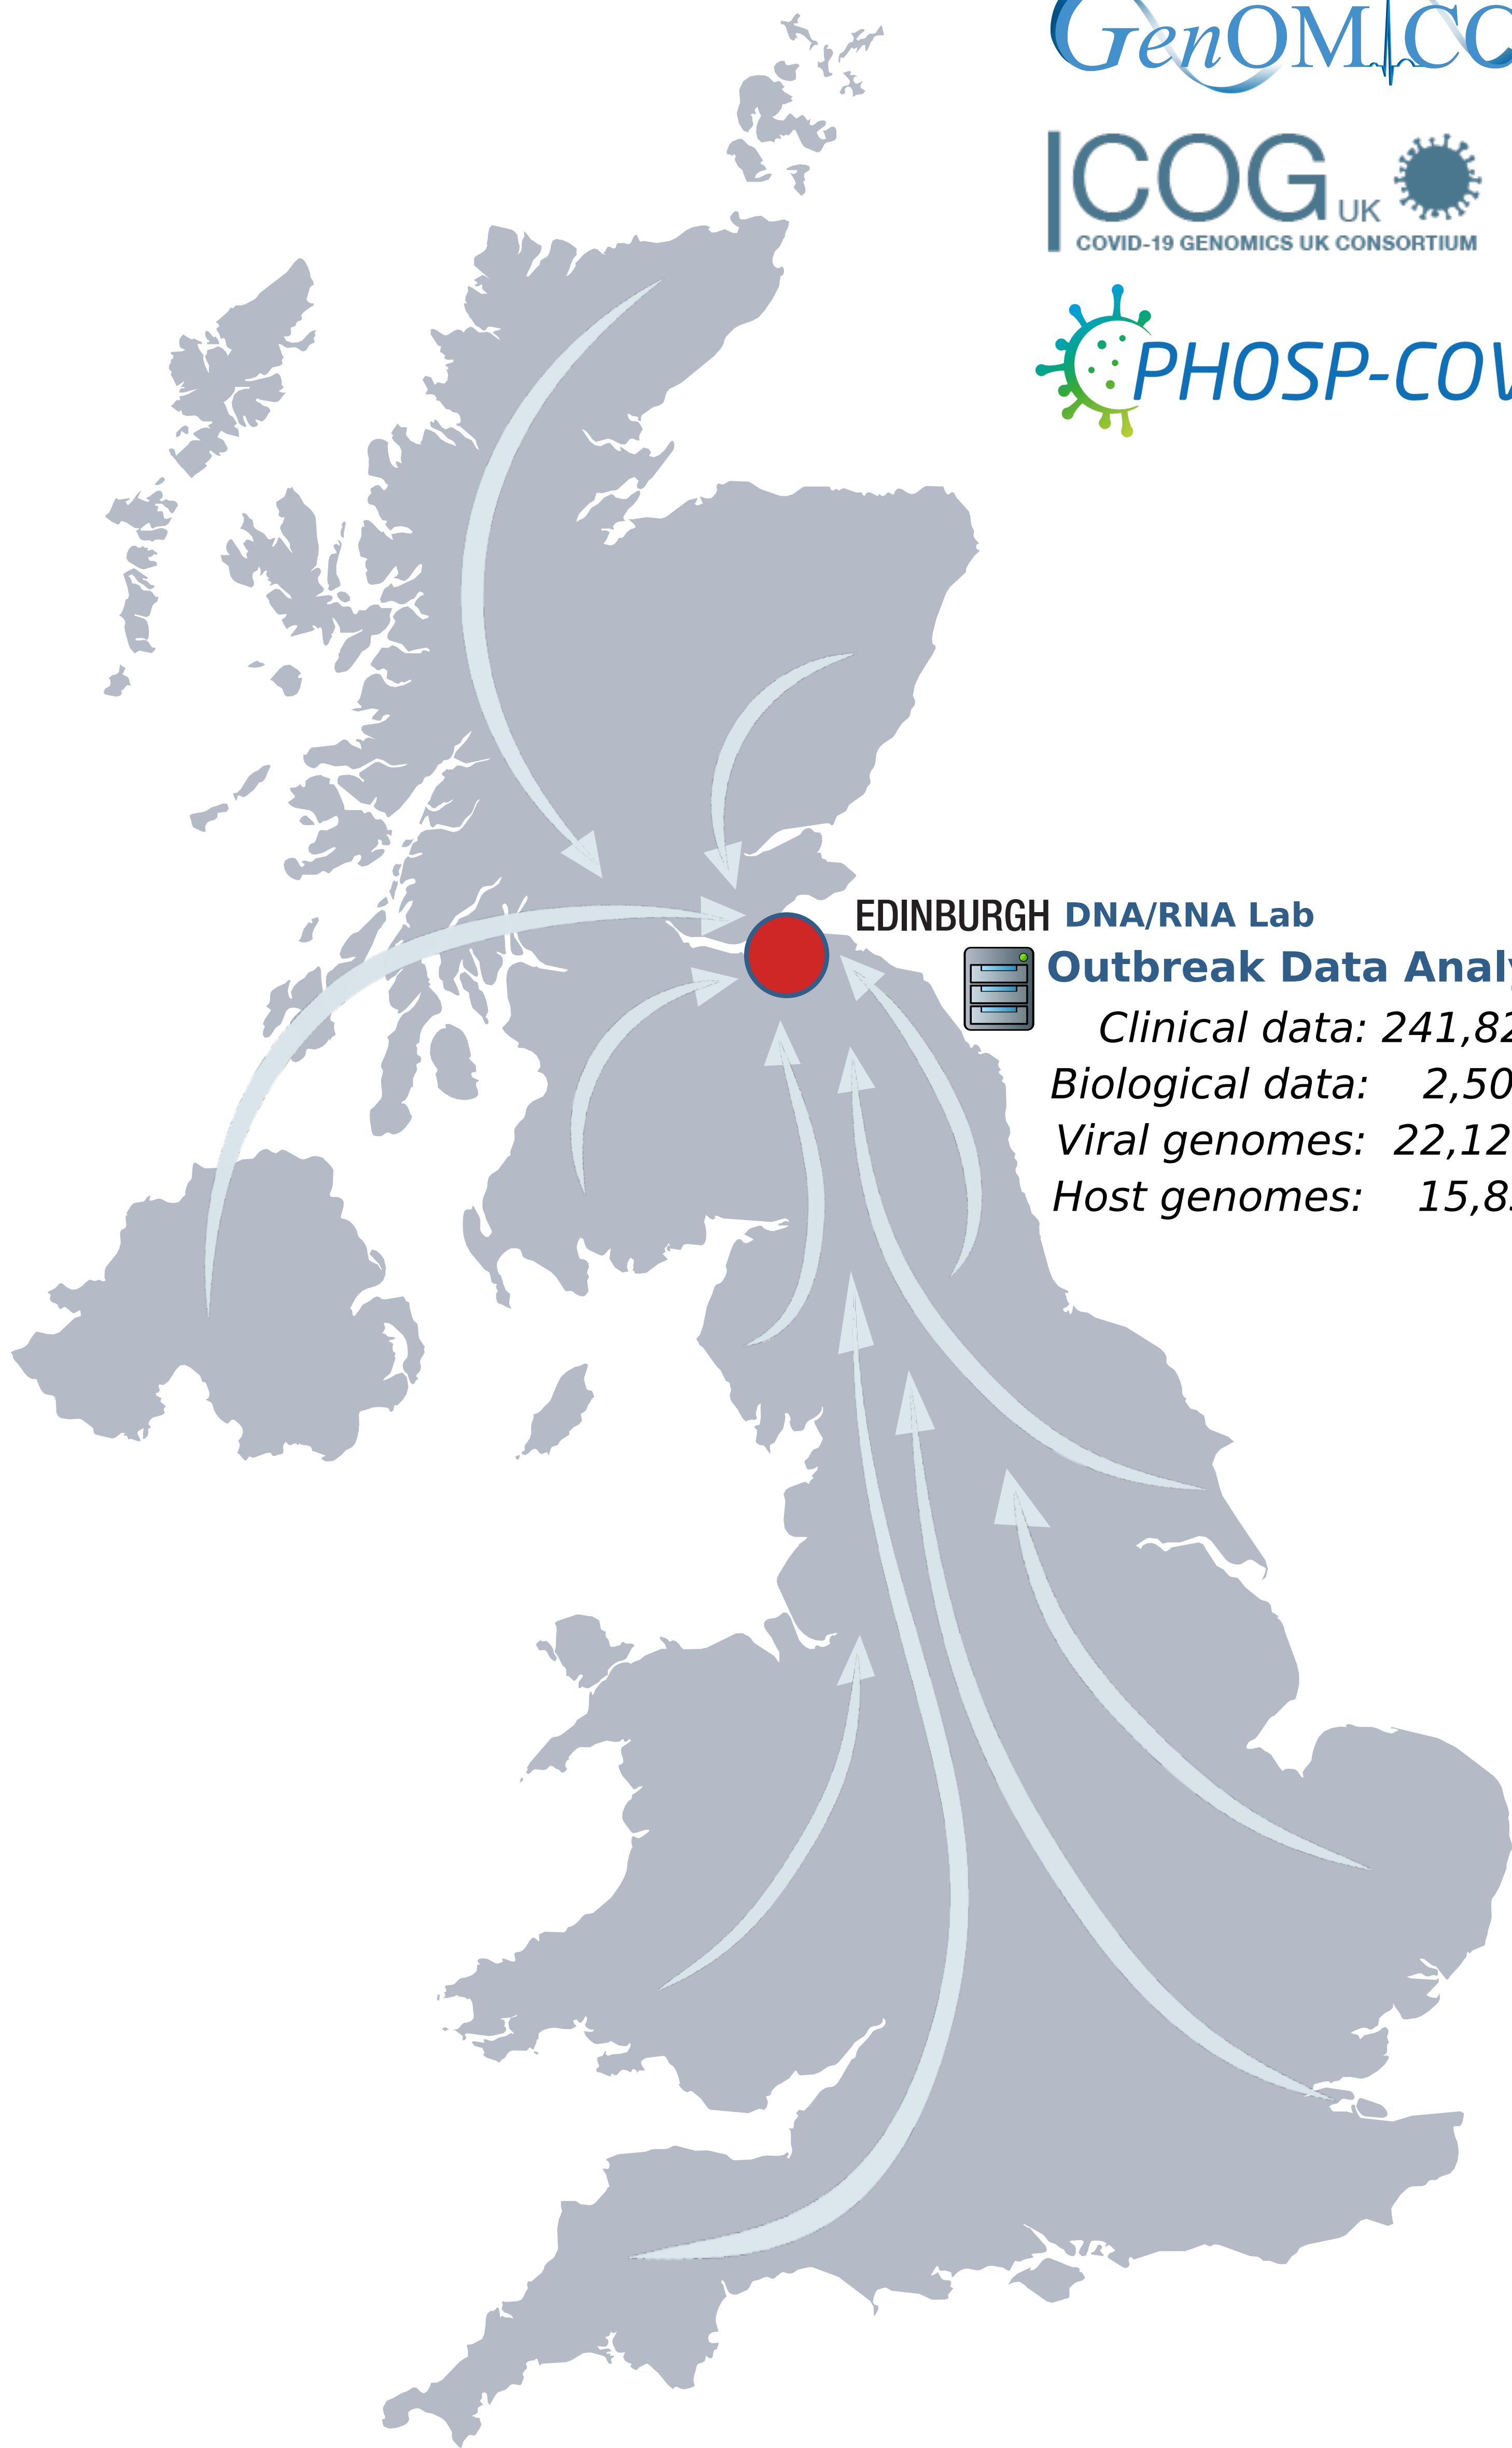 GenOMICC
COG UK
COVID-19 GENOMICS UK CONSORTIUM
PHOSP-COV
EDINBURGH DNA/RNA Lab
Outbreak Data Analy
Clinical data: 241,82
Biological data: 2,50
Viral genomes: 22,12
Host genomes: 15,8